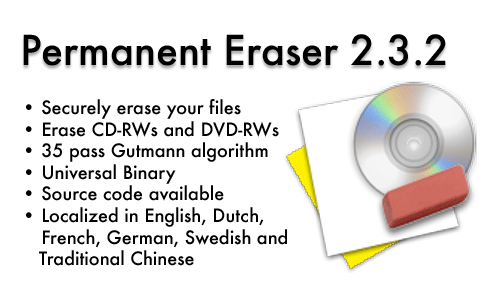 Permanent Eraser 2.3.2
• Securely erase your files
• Erase CD-RWs and DVD-RWs
• 35 pass Gutmann algorithm
• Universal Binary
• Source code available
• Localized in English, Dutch,
French, German, Swedish and
Traditional Chinese